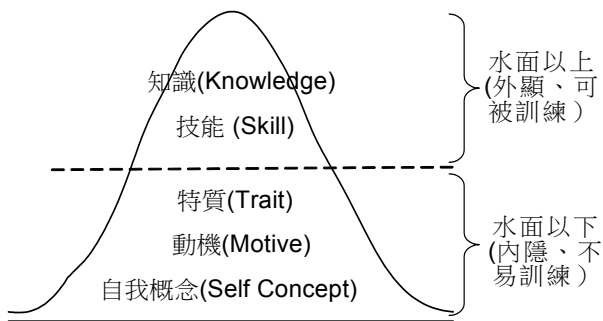 知識(Knowledge)
技能 (Skill)
水面以上
(外顯、可
被訓練）
特質(Trait)
動機(Motive)
自我概念(Self Concept)
水面以下
(內隱、不
易訓練）